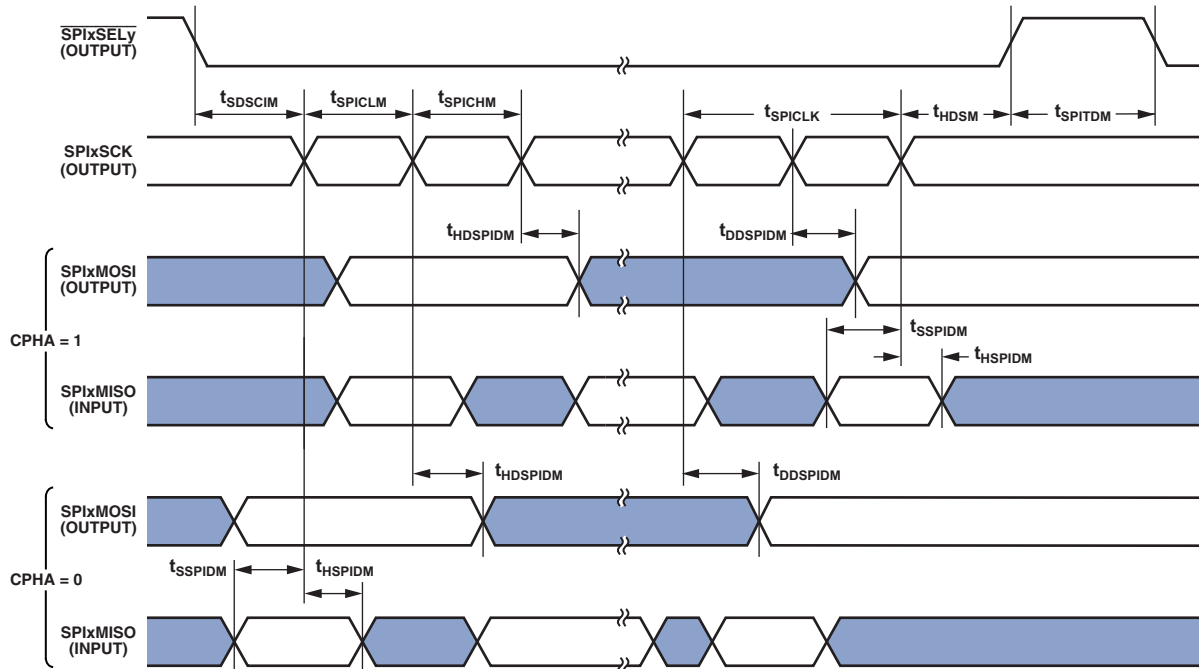 SPIxSELy
(OUTPUT)
tSDSCIM
tSPICLM
tSPICHM
tSPICLK
tHDSM
tSPITDM
SPIxSCK
(OUTPUT)
tHDSPIDM
tDDSPIDM
SPIxMOSI
(OUTPUT)
CPHA = 1
tSSPIDM
tHSPIDM
SPIxMISO
(INPUT)
tHDSPIDM
tDDSPIDM
SPIxMOSI
(OUTPUT)
CPHA = 0
tSSPIDM
tHSPIDM
SPIxMISO
(INPUT)